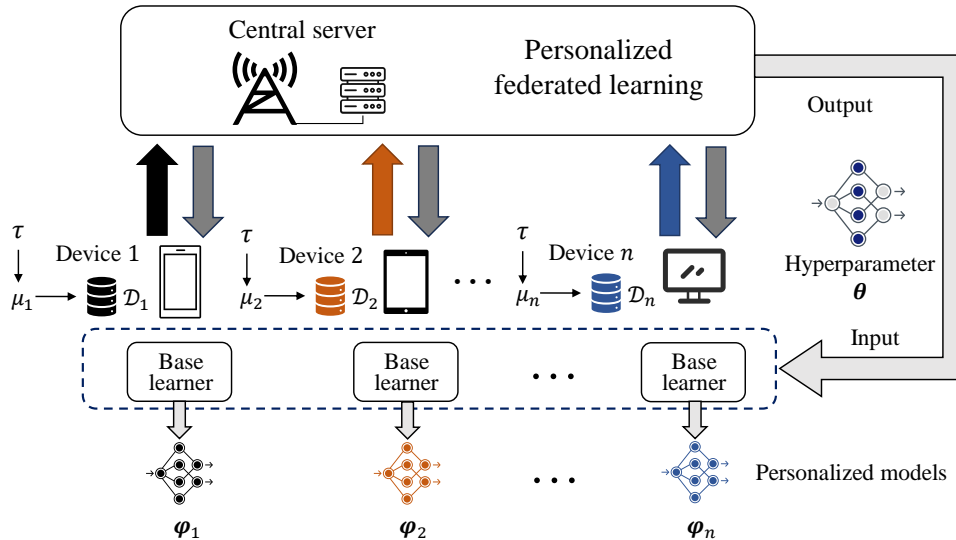 Central server
Personalized
federated learning
Output
τ
Device 1
μ₁
𝒟₁
τ
Device 2
μ₂
𝒟₂
...
τ
Device n
μₙ
𝒟ₙ
Hyperparameter
θ
Input
Base
learner
Base
learner
...
Base
learner
...
Personalized models
φ₁
φ₂
φₙ